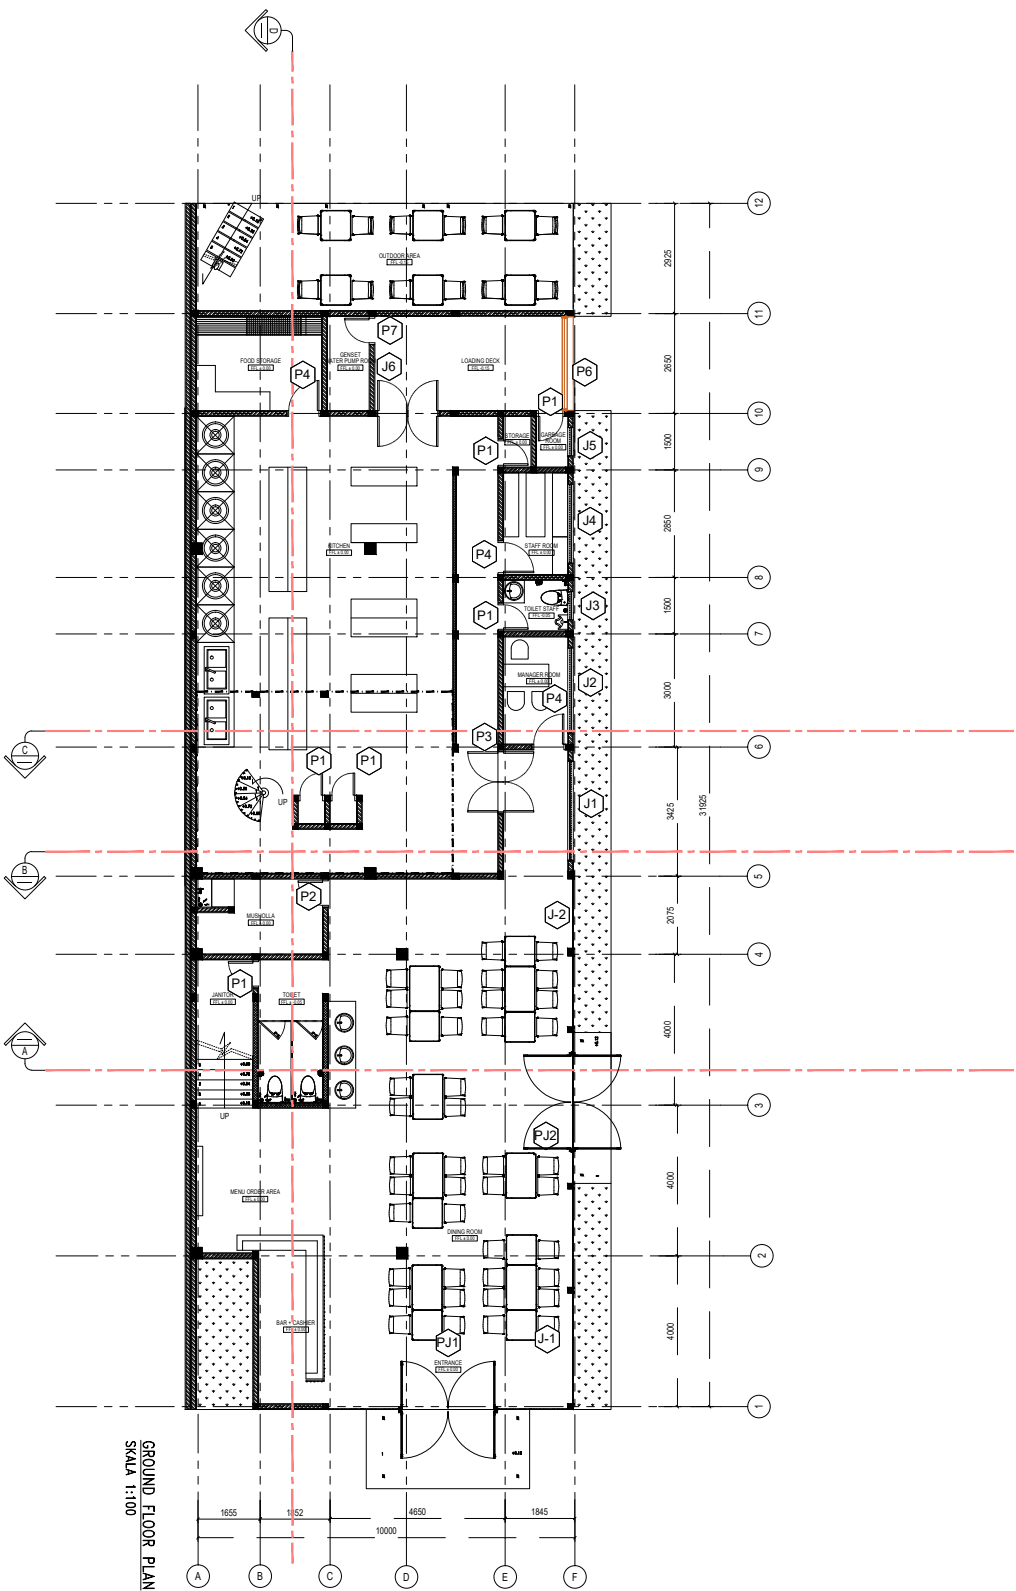 D
UP
12
OUTDOOR AREA
2925
11
P7
GENSET
FOOD STORAGE
P4
J6
LOADING DECK
P6
2650
P1
10
STORAGE
P1
J5
1500
9
J4
P4
KITCHEN
STAFF ROOM
2850
8
P1
TOILET STAFF
J3
1500
7
MANAGER ROOM
J2
P4
3000
P3
C
6
P1
P1
UP
J1
3425
31925
B
5
P2
J-2
MUSHOLLA
2075
4
P1
JANITOR
TOILET
4000
A
3
UP
PJ2
4000
MENU ORDER AREA
DINING ROOM
2
BAR + CASHIER
PJ1
J-1
4000
ENTRANCE
1
GROUND FLOOR PLAN
SKALA 1:100
1655
4650
1845
10000
A
B
C
D
E
F